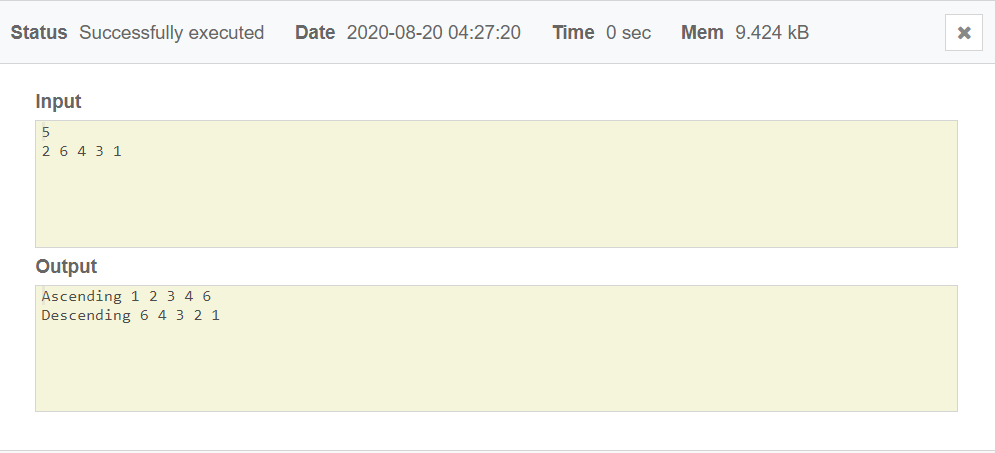 Status Successfully executed Date 2020-08-20 04:27:20 Time 0 sec Mem 9.424 kB
Input
5
2 6 4 3 1
Output
Ascending 1 2 3 4 6
Descending 6 4 3 2 1